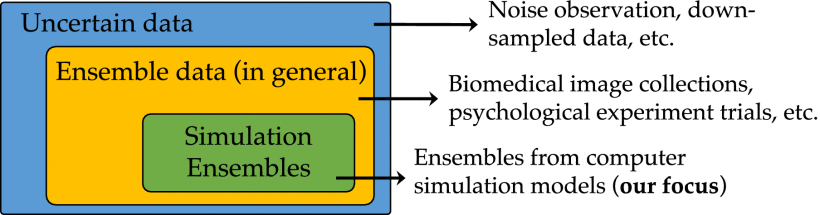 Uncertain data
Noise observation, down-
sampled data, etc.
Ensemble data (in general)
Biomedical image collections,
psychological experiment trials, etc.
Simulation
Ensembles
Ensembles from computer
simulation models (our focus)